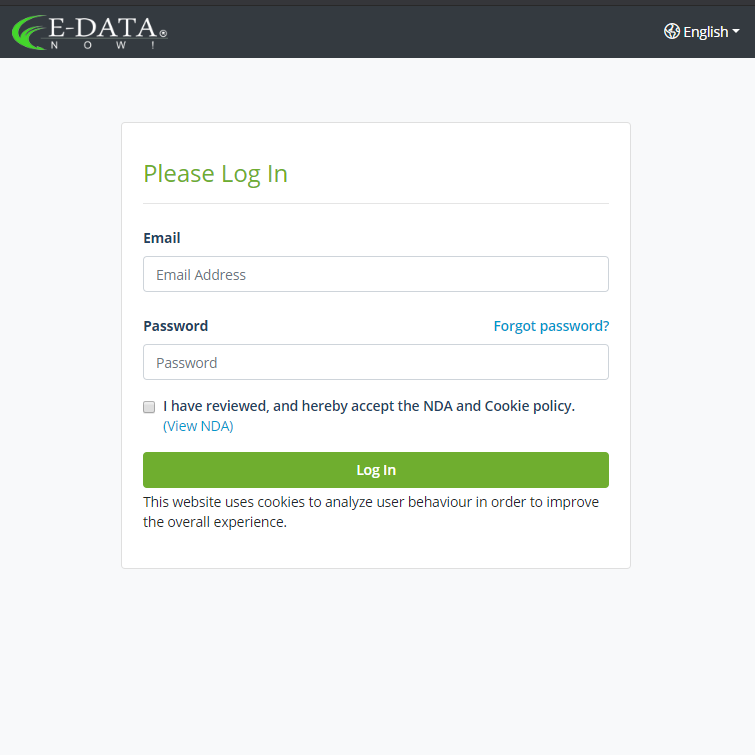 E-DATA®
NOW!
English
Please Log In
Email
Email Address
Password
Forgot password?
Password
I have reviewed, and hereby accept the NDA and Cookie policy.
(View NDA)
Log In
This website uses cookies to analyze user behaviour in order to improve
the overall experience.